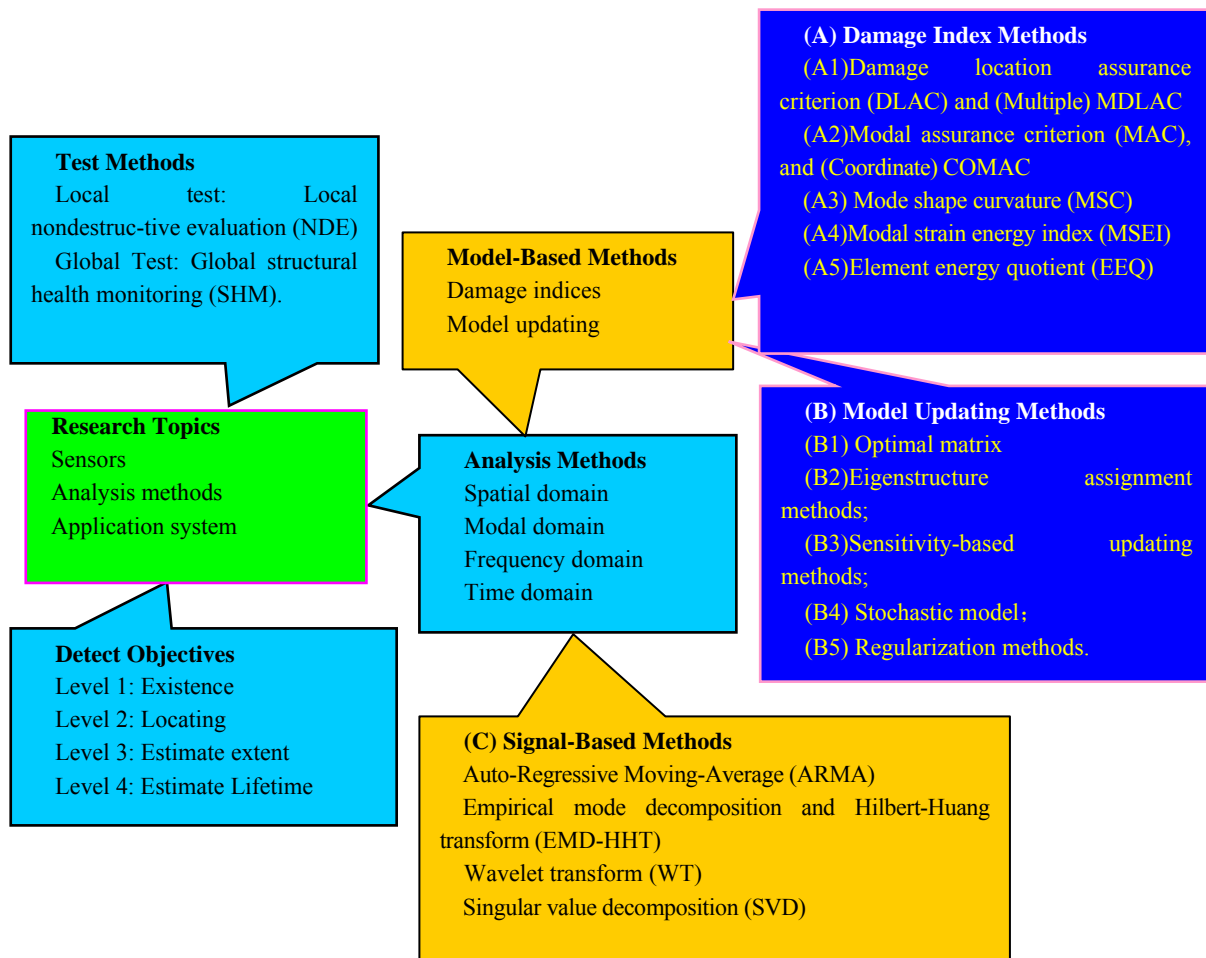 Test Methods
Local test: Local
nondestruc-tive evaluation (NDE)
Global Test: Global structural
health monitoring (SHM).
Model-Based Methods
Damage indices
Model updating
(A) Damage Index Methods
(A1)Damage location assurance
criterion (DLAC) and (Multiple) MDLAC
(A2)Modal assurance criterion (MAC),
and (Coordinate) COMAC
(A3) Mode shape curvature (MSC)
(A4)Modal strain energy index (MSEI)
(A5)Element energy quotient (EEQ)
Research Topics
Sensors
Analysis methods
Application system
Analysis Methods
Spatial domain
Modal domain
Frequency domain
Time domain
(B) Model Updating Methods
(B1) Optimal matrix
(B2)Eigenstructure assignment
methods;
(B3)Sensitivity-based updating
methods;
(B4) Stochastic model；
(B5) Regularization methods.
Detect Objectives
Level 1: Existence
Level 2: Locating
Level 3: Estimate extent
Level 4: Estimate Lifetime
(C) Signal-Based Methods
Auto-Regressive Moving-Average (ARMA)
Empirical mode decomposition and Hilbert-Huang
transform (EMD-HHT)
Wavelet transform (WT)
Singular value decomposition (SVD)